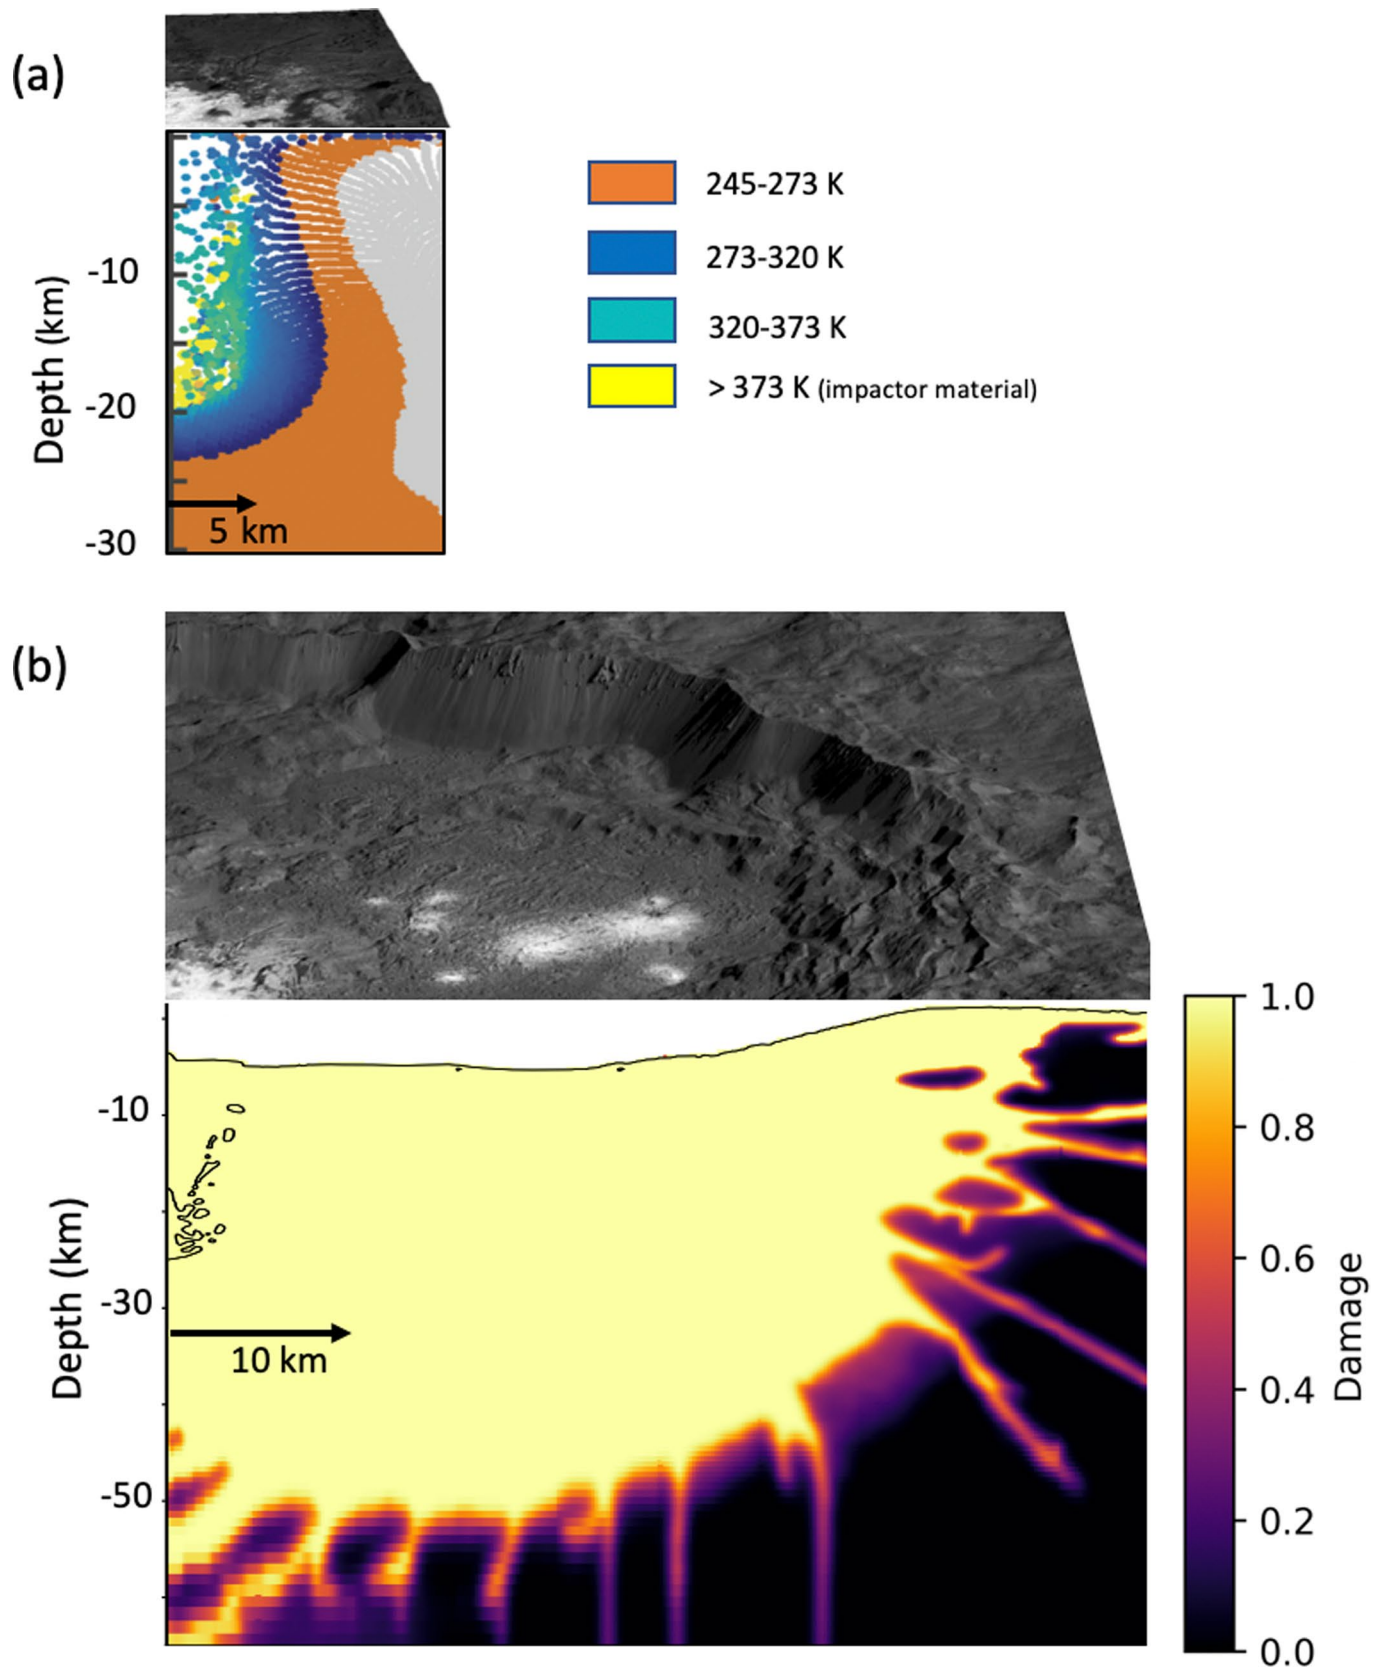 (a)
Depth (km)
-10
-20
-30
5 km
245-273 K
273-320 K
320-373 K
> 373 K (impactor material)
(b)
Depth (km)
-10
-30
-50
10 km
1.0
0.8
0.6
0.4
0.2
0.0
Damage